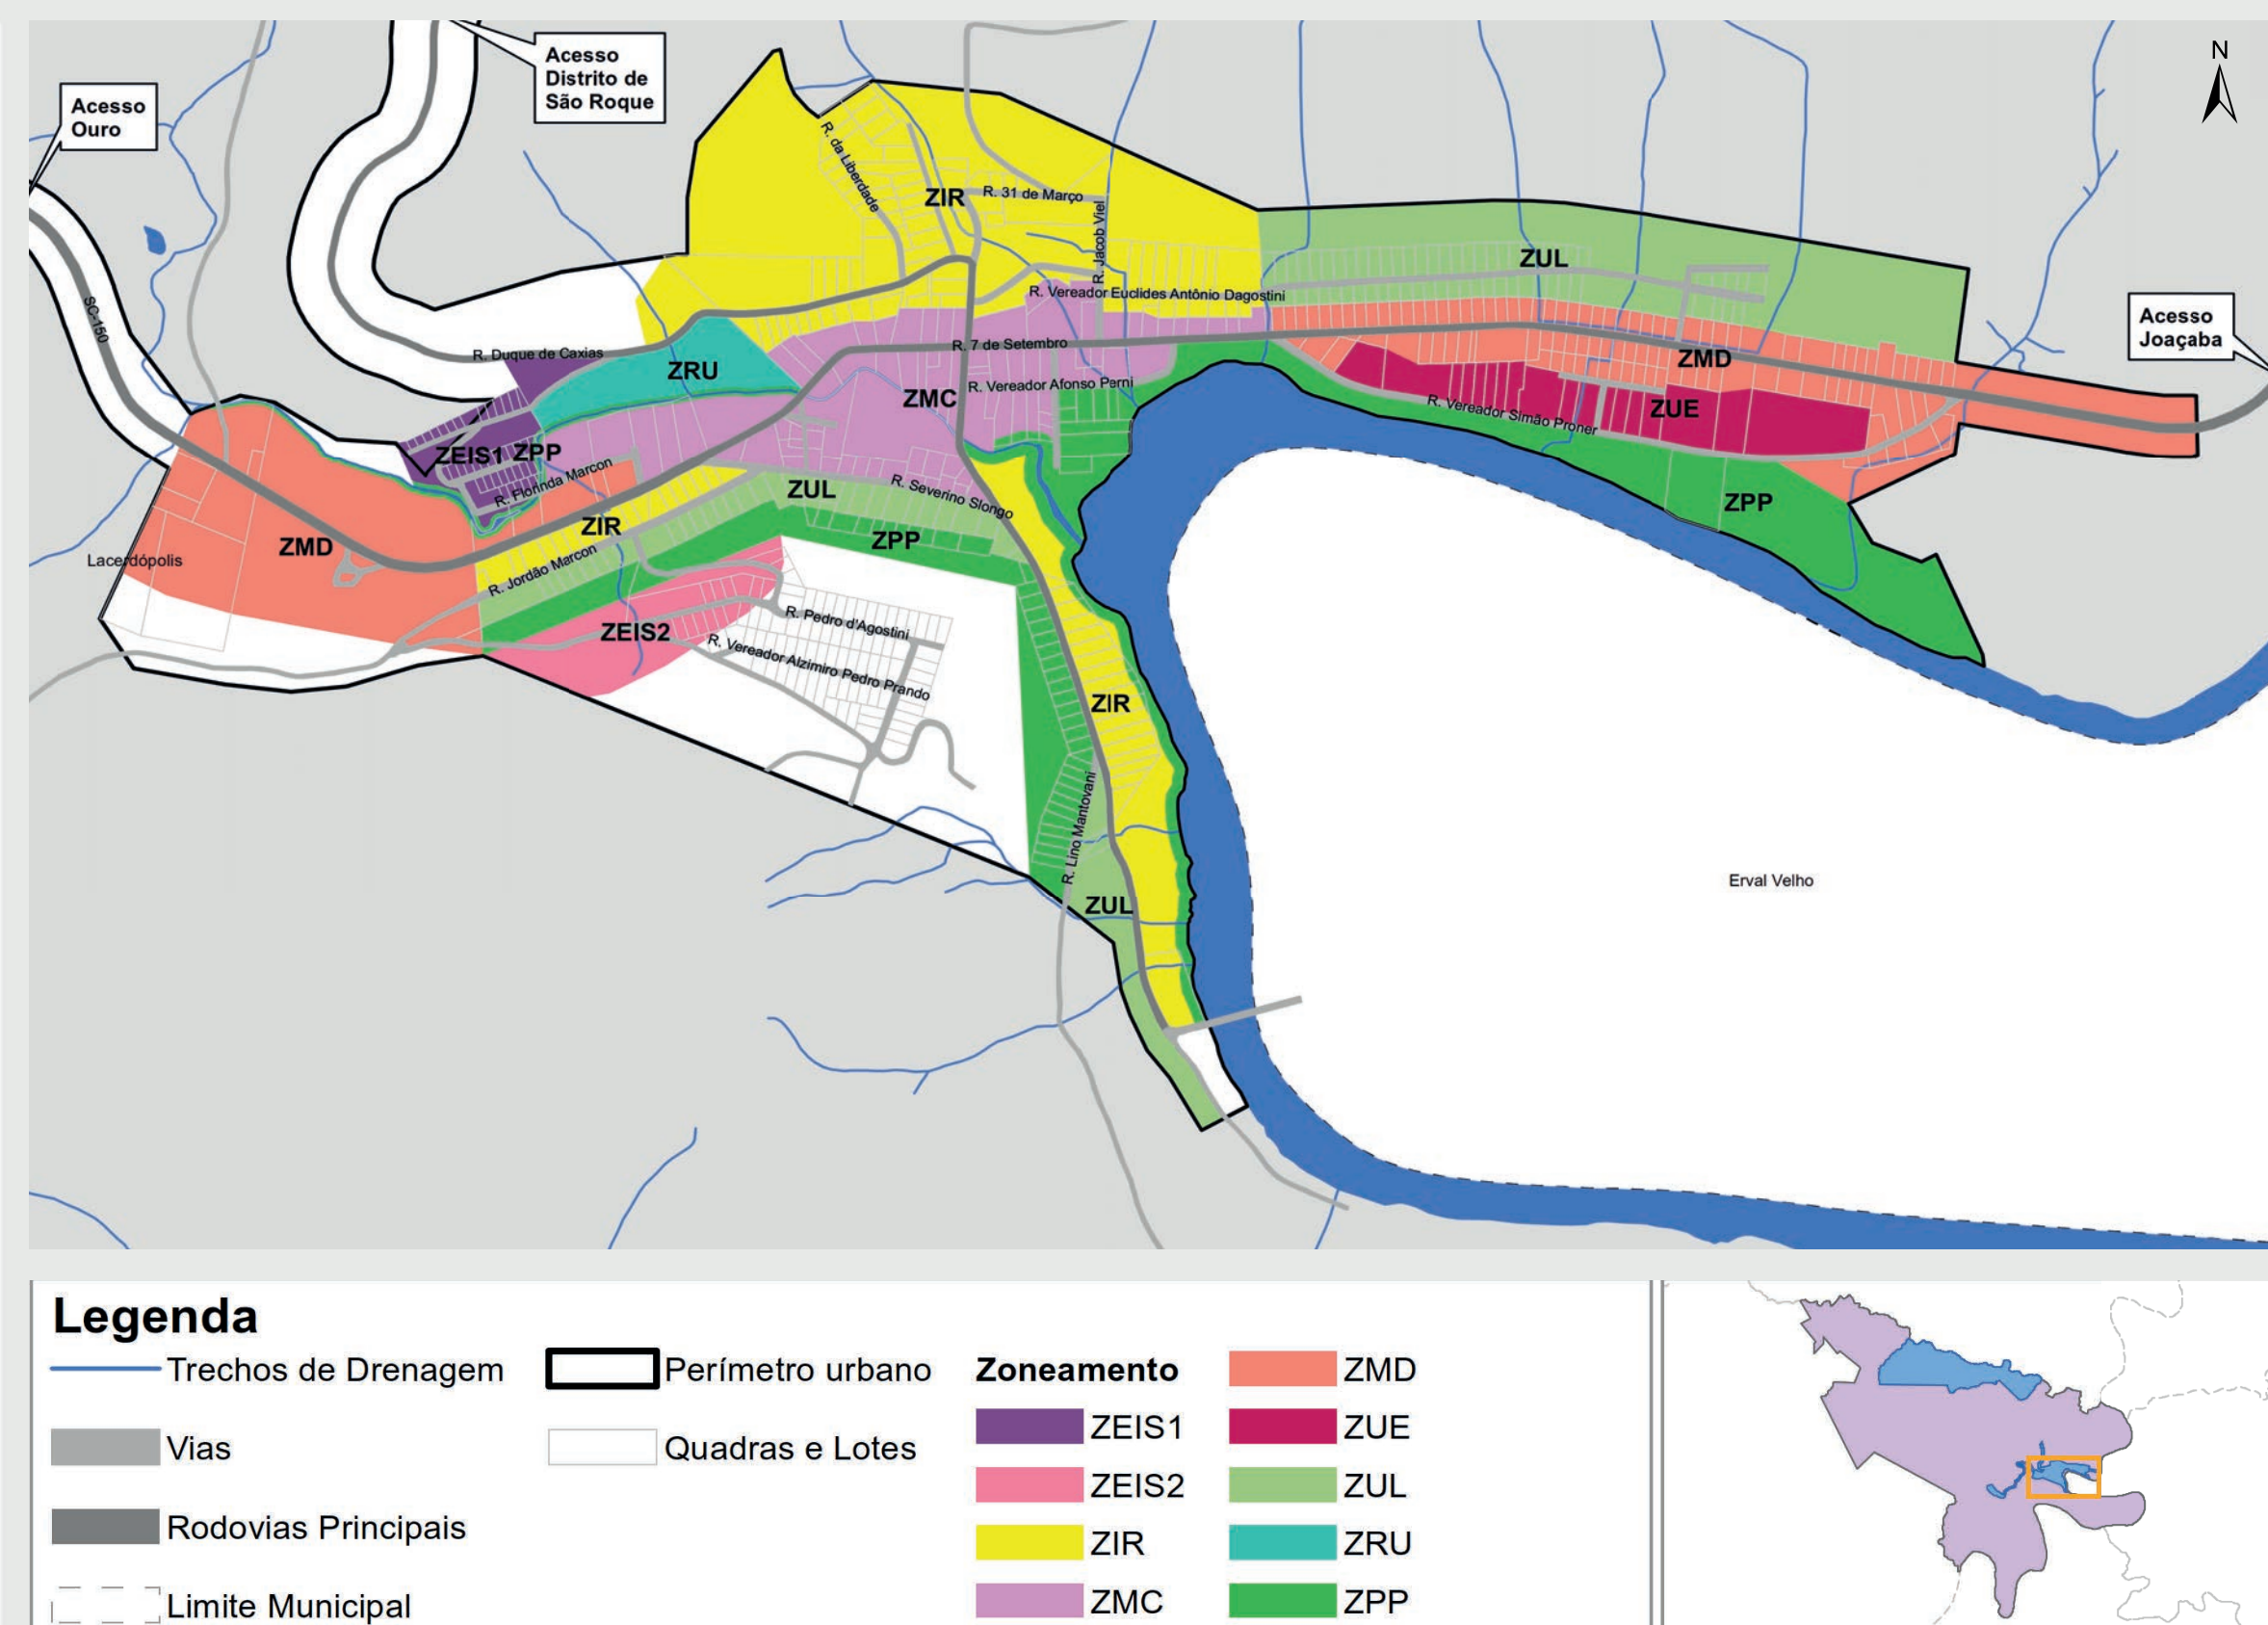 N
Acesso
Distrito de
São Roque
Acesso
Ouro
R. da Liberdade
ZIR
R. 31 de Março
R. Jacob Viel
ZUL
R. Vereador Euclides Antônio Dagostini
SC-150
Acesso
Joaçaba
R. Duque de Caxias
R. 7 de Setembro
ZMD
ZRU
R. Vereador Afonso Perni
ZMC
R. Vereador Simão Proner
ZUE
ZEIS1
ZPP
R. Florinda Marcon
ZUL
R. Severino Slongo
ZPP
ZIR
ZPP
ZMD
Lacerdópolis
R. Jordão Marcon
ZEIS2
R. Pedro d'Agostini
R. Vereador Alzimiro Pedro Prando
ZIR
R. Lino Mantovani
Erval Velho
ZUL
Legenda
Trechos de Drenagem
Vias
Rodovias Principais
Limite Municipal
Perímetro urbano
Quadras e Lotes
Zoneamento
ZEIS1
ZEIS2
ZIR
ZMC
ZMD
ZUE
ZUL
ZRU
ZPP